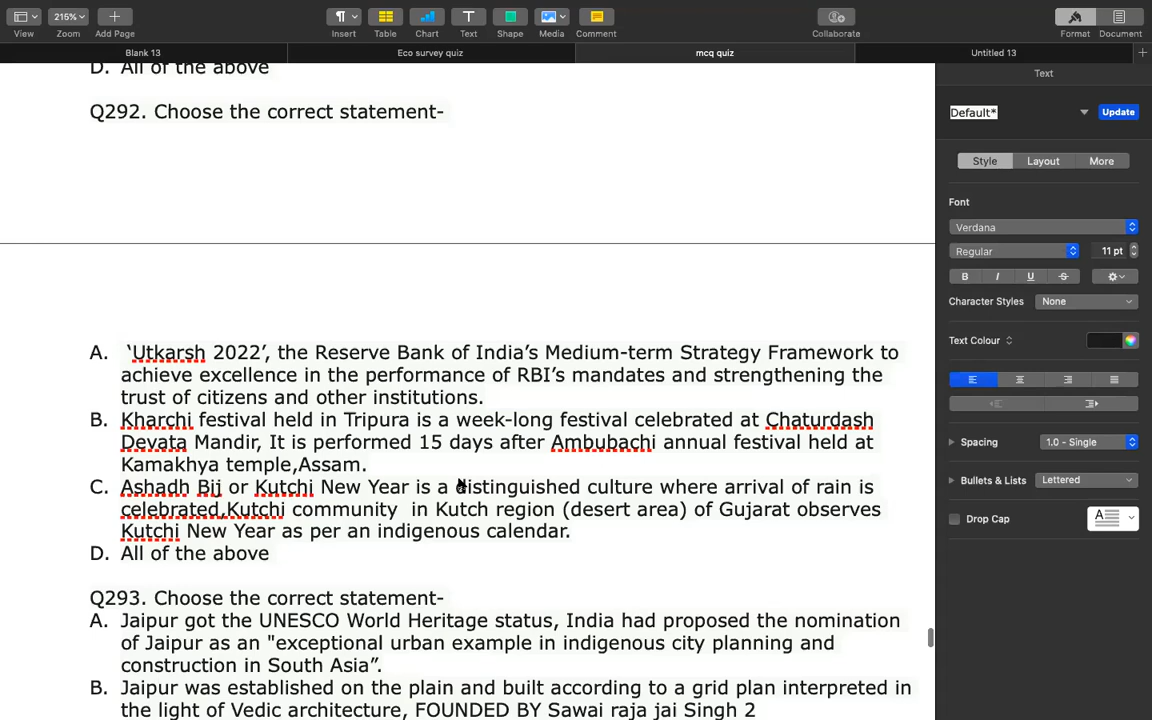 215%
View
Zoom
Add Page
Insert
Table
Chart
Text
Shape
Media
Comment
Collaborate
Format
Document
Blank 13
Eco survey quiz
mcq quiz
Untitled 13
D. All of the above
Q292. Choose the correct statement-
A. ‘Utkarsh 2022’, the Reserve Bank of India’s Medium-term Strategy Framework to
achieve excellence in the performance of RBI’s mandates and strengthening the
trust of citizens and other institutions.
B. Kharchi festival held in Tripura is a week-long festival celebrated at Chaturdash
Devata Mandir, It is performed 15 days after Ambubachi annual festival held at
Kamakhya temple,Assam.
C. Ashadh Bij or Kutchi New Year is a distinguished culture where arrival of rain is
celebrated,Kutchi community in Kutch region (desert area) of Gujarat observes
Kutchi New Year as per an indigenous calendar.
D. All of the above
Q293. Choose the correct statement-
A. Jaipur got the UNESCO World Heritage status, India had proposed the nomination
of Jaipur as an "exceptional urban example in indigenous city planning and
construction in South Asia”.
B. Jaipur was established on the plain and built according to a grid plan interpreted in
the light of Vedic architecture, FOUNDED BY Sawai raja jai Singh 2
Text
Default*
Update
Style
Layout
More
Font
Verdana
Regular
11 pt
B I U S
Character Styles
None
Text Colour
Spacing
1.0 - Single
Bullets & Lists
Lettered
Drop Cap
A